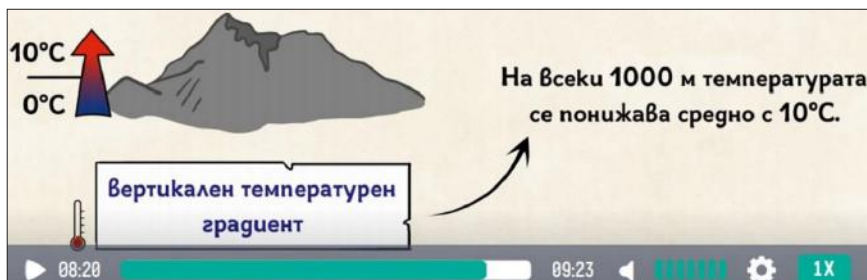 10°C
0°C
На всеки 1000 м температурата
се понижава средно с 10°C.
вертикален температурен
градиент
08:20
09:23
1X